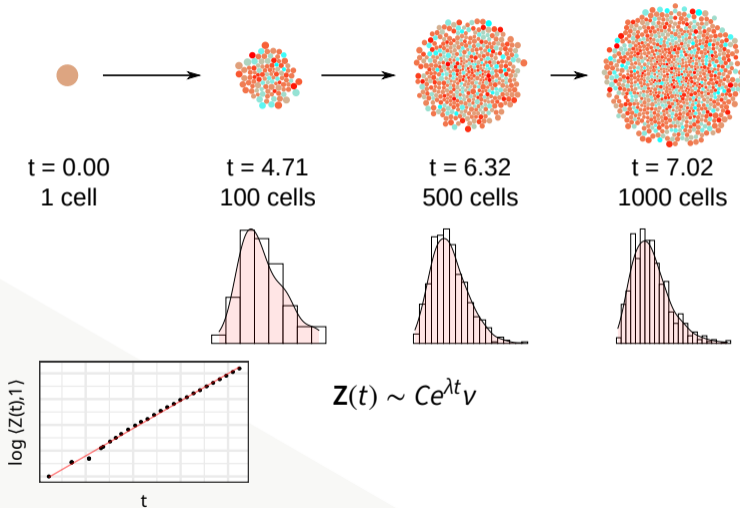 t = 0.00
1 cell
t = 4.71
100 cells
t = 6.32
500 cells
t = 7.02
1000 cells
log ⟨Z(t),1⟩
t
Z(t) ∼ Ce^{λt}v